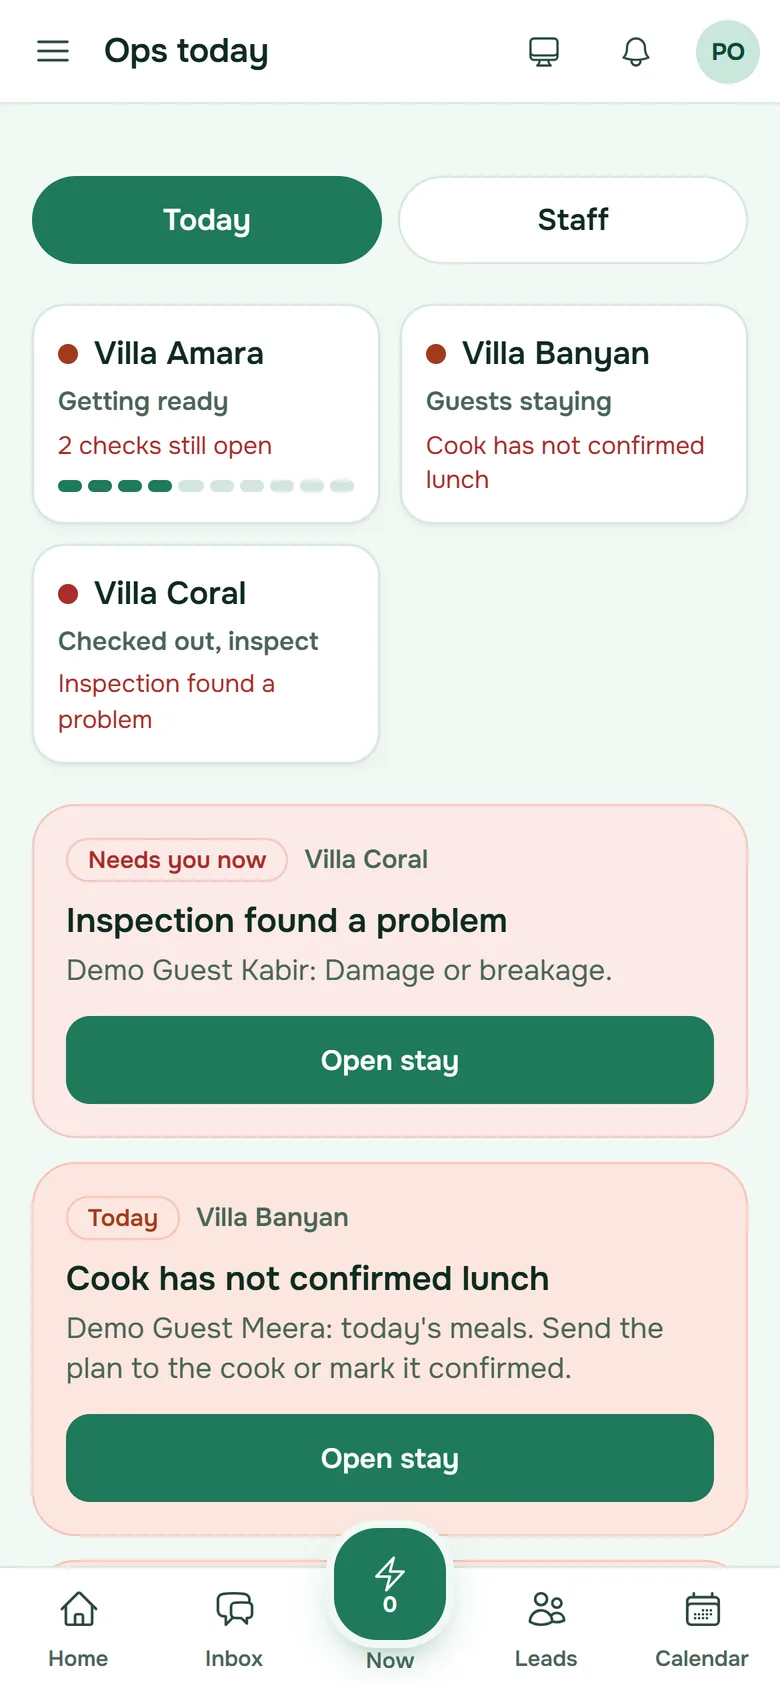 Ops today
PO
Today
Staff
Villa Amara
Getting ready
2 checks still open
Villa Banyan
Guests staying
Cook has not confirmed
lunch
Villa Coral
Checked out, inspect
Inspection found a
problem
Needs you now
Villa Coral
Inspection found a problem
Demo Guest Kabir: Damage or breakage.
Open stay
Today
Villa Banyan
Cook has not confirmed lunch
Demo Guest Meera: today's meals. Send the
plan to the cook or mark it confirmed.
Open stay
0
Home
Inbox
Now
Leads
Calendar